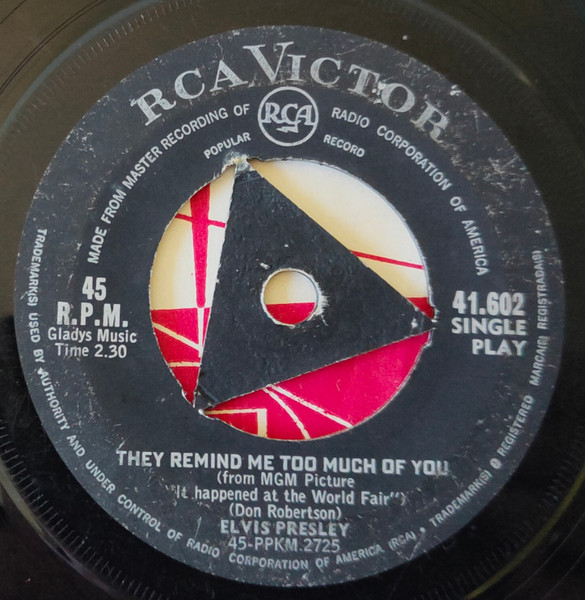 RCA VICTOR
RCA
MADE FROM MASTER RECORDING OF RADIO CORPORATION OF AMERICA
POPULAR RECORD
45
R.P.M.
Gladys Music
Time 2.30
41.602
SINGLE
PLAY
THEY REMIND ME TOO MUCH OF YOU
(from MGM Picture
"It happened at the World Fair")
(Don Robertson)
ELVIS PRESLEY
45-PPKM.2725
TRADEMARK(S) USED BY AUTHORITY AND UNDER CONTROL OF RADIO CORPORATION OF AMERICA (RCA) • TRADEMARK(S) ® REGISTERED MARCA(S) REGISTRADA(S)